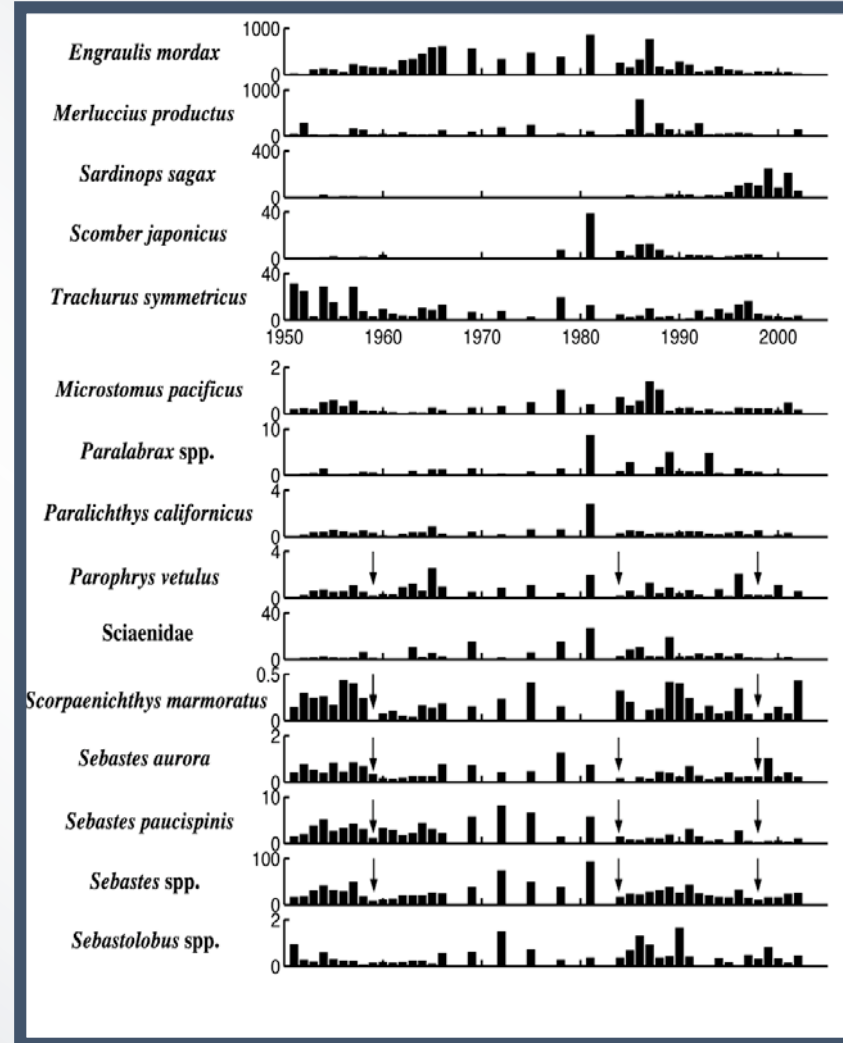 1000
Engraulis mordax
0
1000
Merluccius productus
0
400
Sardinops sagax
0
40
Scomber japonicus
0
40
Trachurus symmetricus
0
1950 1960 1970 1980 1990 2000
2
Microstomus pacificus
0
10
Paralabrax spp.
0
4
Paralichthys californicus
0
4
Parophrys vetulus
0
40
Sciaenidae
0
0.5
Scorpaenichthys marmoratus
0
2
Sebastes aurora
0
10
Sebastes paucispinis
0
100
Sebastes spp.
0
2
Sebastolobus spp.
0